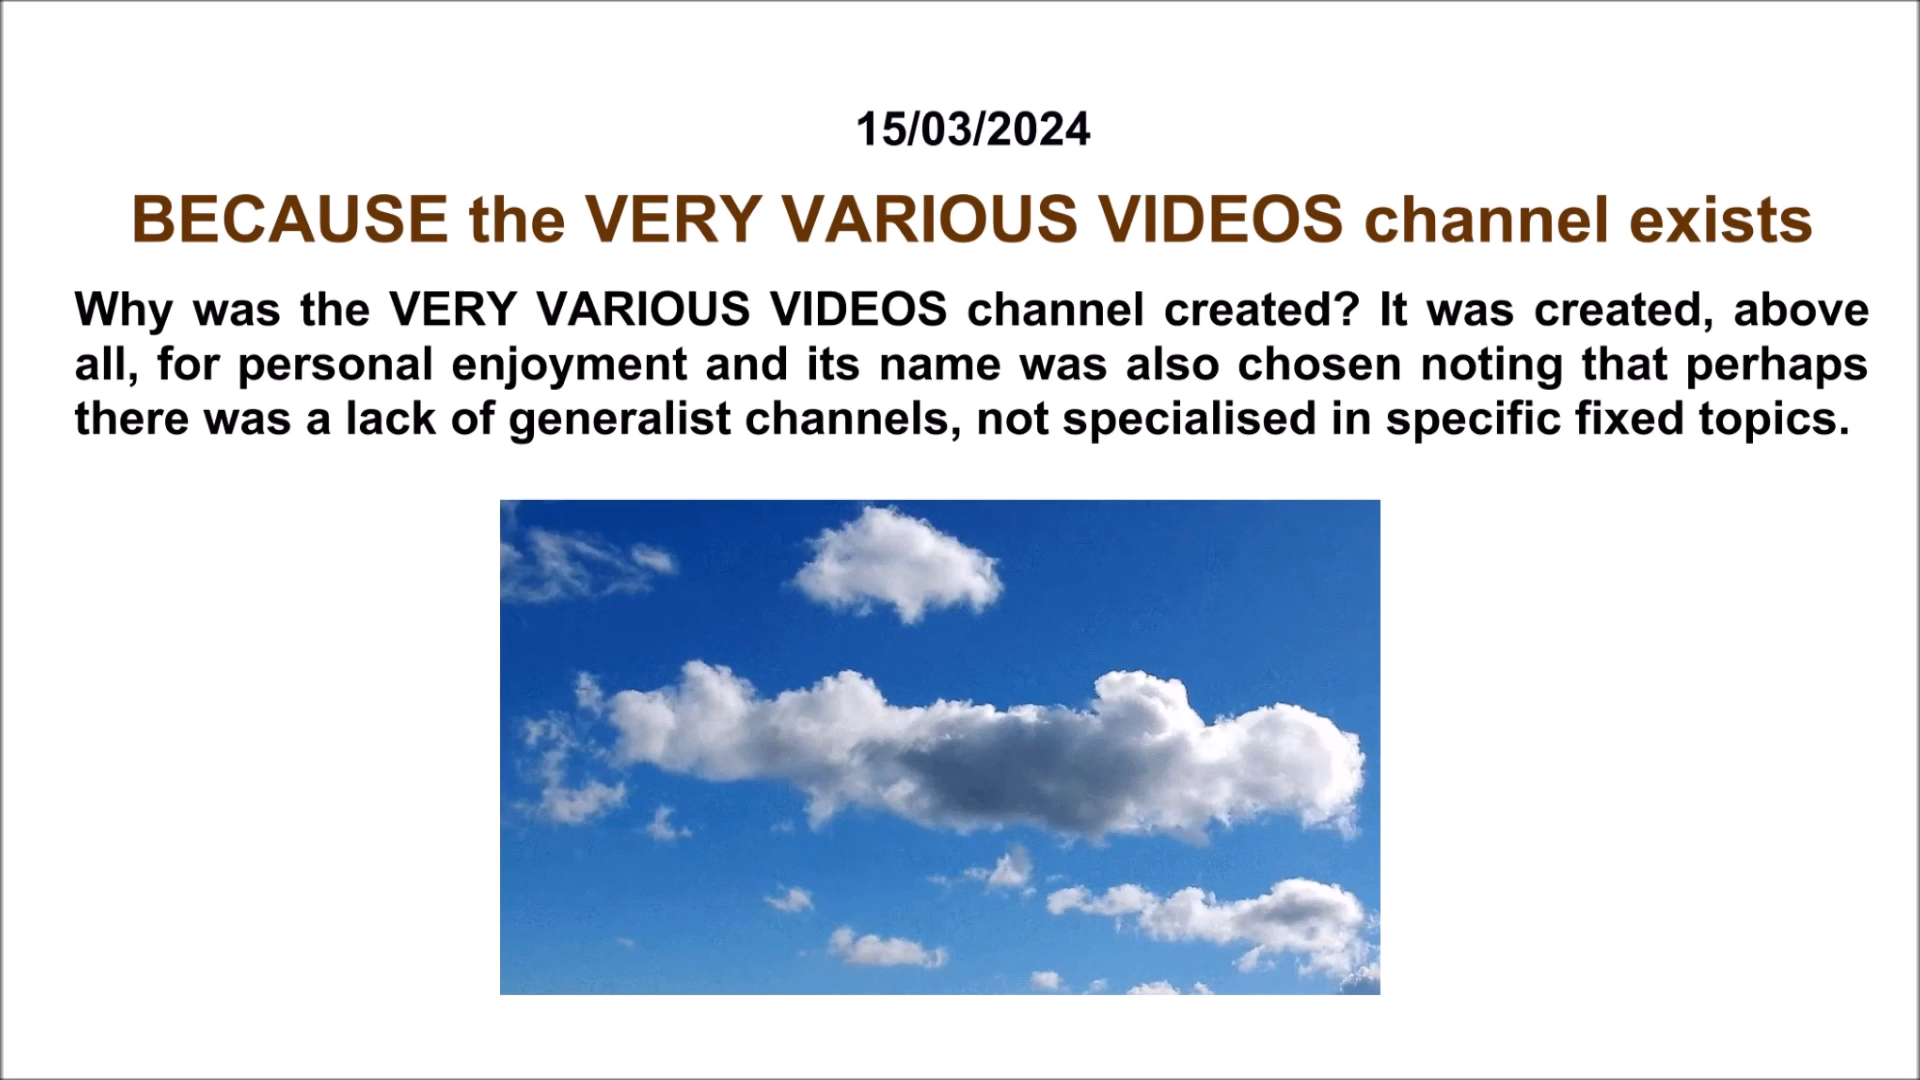 15/03/2024
BECAUSE the VERY VARIOUS VIDEOS channel exists
Why was the VERY VARIOUS VIDEOS channel created? It was created, above
all, for personal enjoyment and its name was also chosen noting that perhaps
there was a lack of generalist channels, not specialised in specific fixed topics.